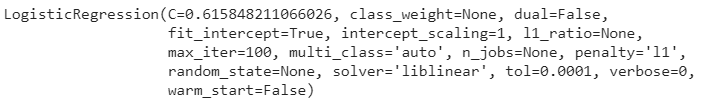 LogisticRegression(C=0.615848211066026, class_weight=None, dual=False,
fit_intercept=True, intercept_scaling=1, l1_ratio=None,
max_iter=100, multi_class='auto', n_jobs=None, penalty='l1',
random_state=None, solver='liblinear', tol=0.0001, verbose=0,
warm_start=False)